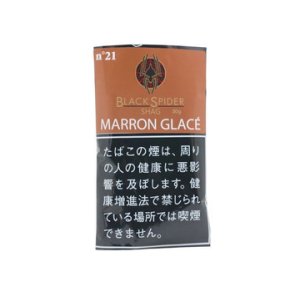 n°21
BLACK SPIDER
SHAG 30g
MARRON GLACÉ
たばこの煙は、周り
の人の健康に悪影
響を及ぼします。健
康増進法で禁じられ
ている場所では喫煙
できません。